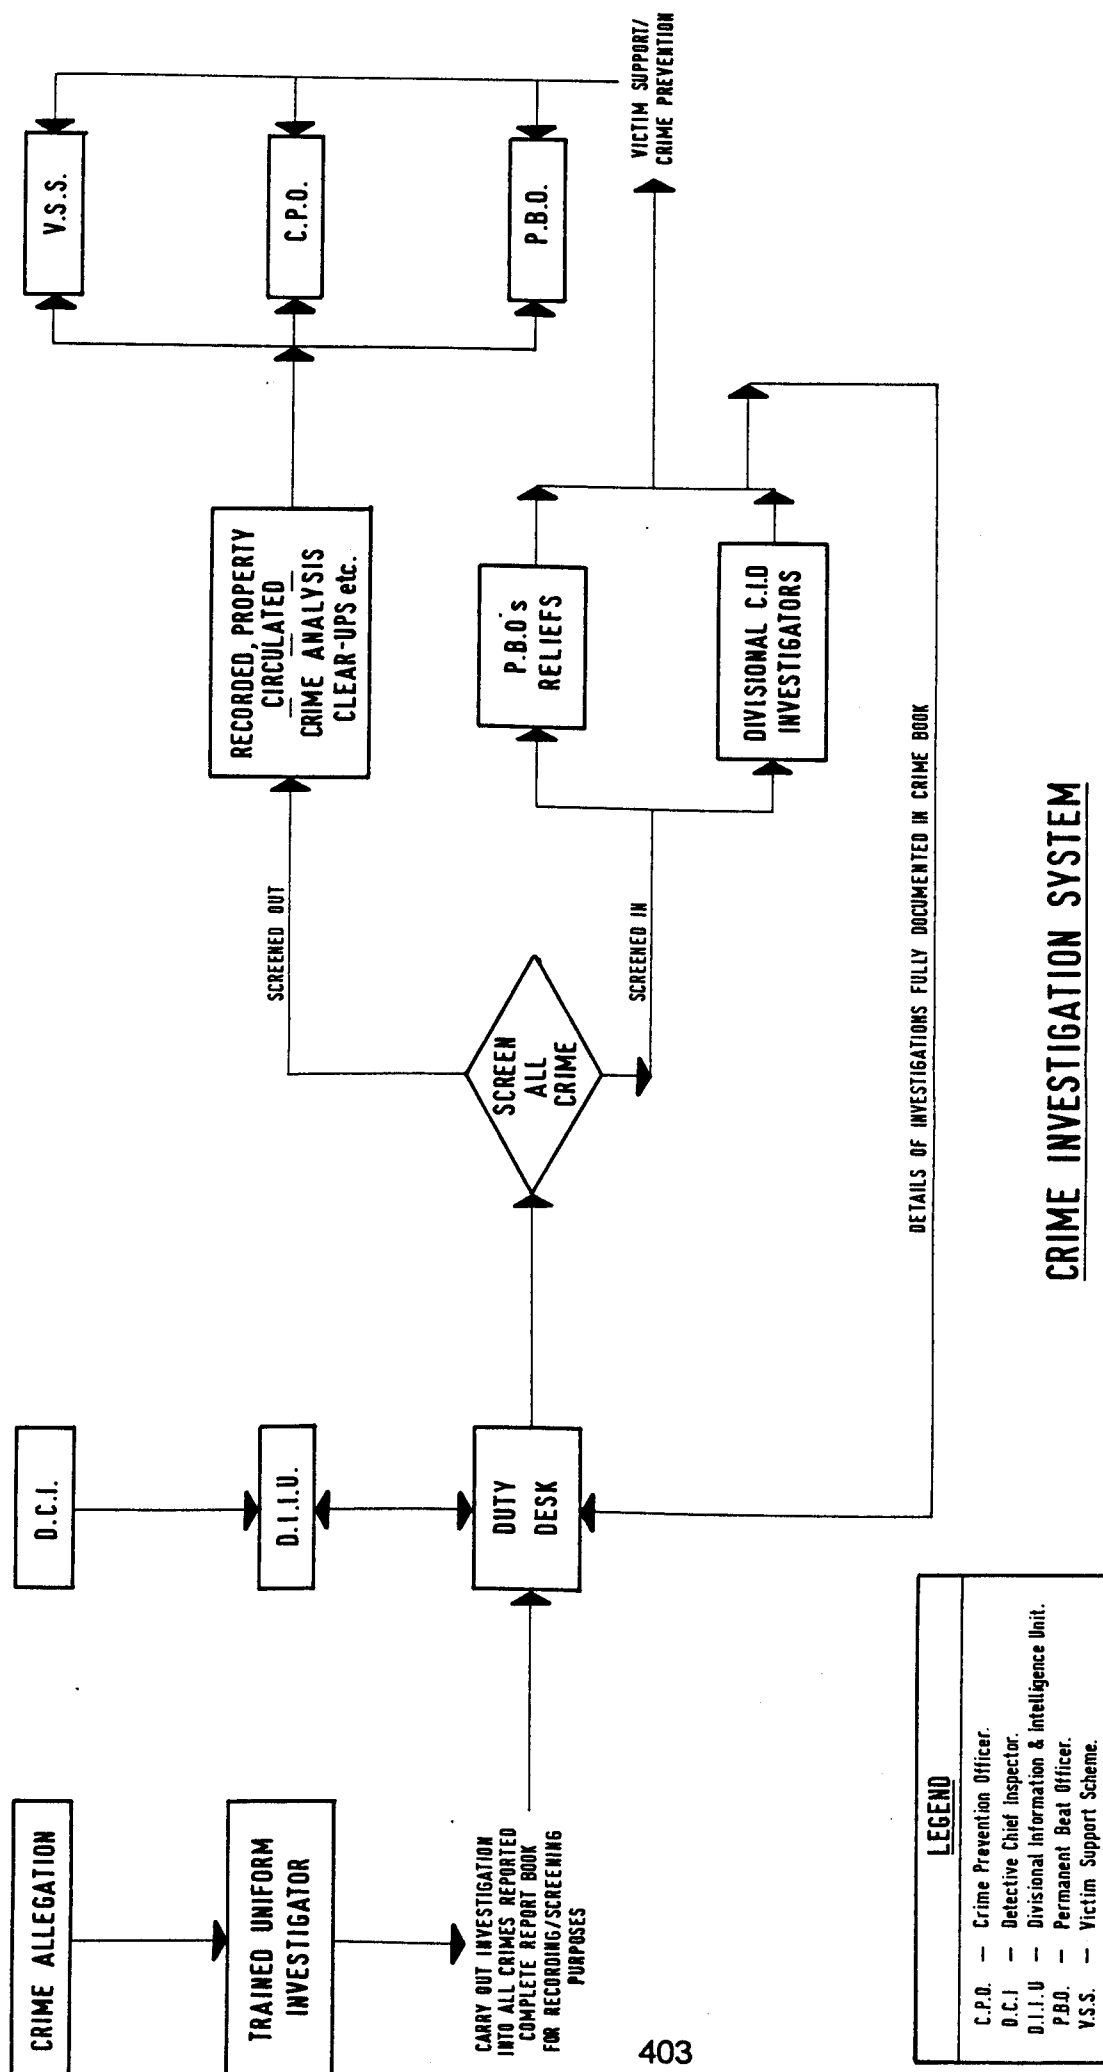 CRIME ALLEGATION
TRAINED UNIFORM
INVESTIGATOR
CARRY OUT INVESTIGATION
INTO ALL CRIMES REPORTED
COMPLETE REPORT BOOK
FOR RECORDING/SCREENING
PURPOSES
D.C.I.
D.I.I.U.
DUTY
DESK
SCREEN
ALL
CRIME
SCREENED OUT
SCREENED IN
RECORDED, PROPERTY
CIRCULATED
CRIME ANALYSIS
CLEAR-UPS etc.
P.B.O's
RELIEFS
DIVISIONAL C.I.D
INVESTIGATORS
V.S.S.
C.P.O.
P.B.O.
VICTIM SUPPORT/
CRIME PREVENTION
DETAILS OF INVESTIGATIONS FULLY DOCUMENTED IN CRIME BOOK
CRIME INVESTIGATION SYSTEM
LEGEND
C.P.O. — Crime Prevention Officer.
D.C.I — Detective Chief Inspector.
D.I.I.U — Divisional Information & Intelligence Unit.
P.B.O. — Permanent Beat Officer.
V.S.S. — Victim Support Scheme.
403